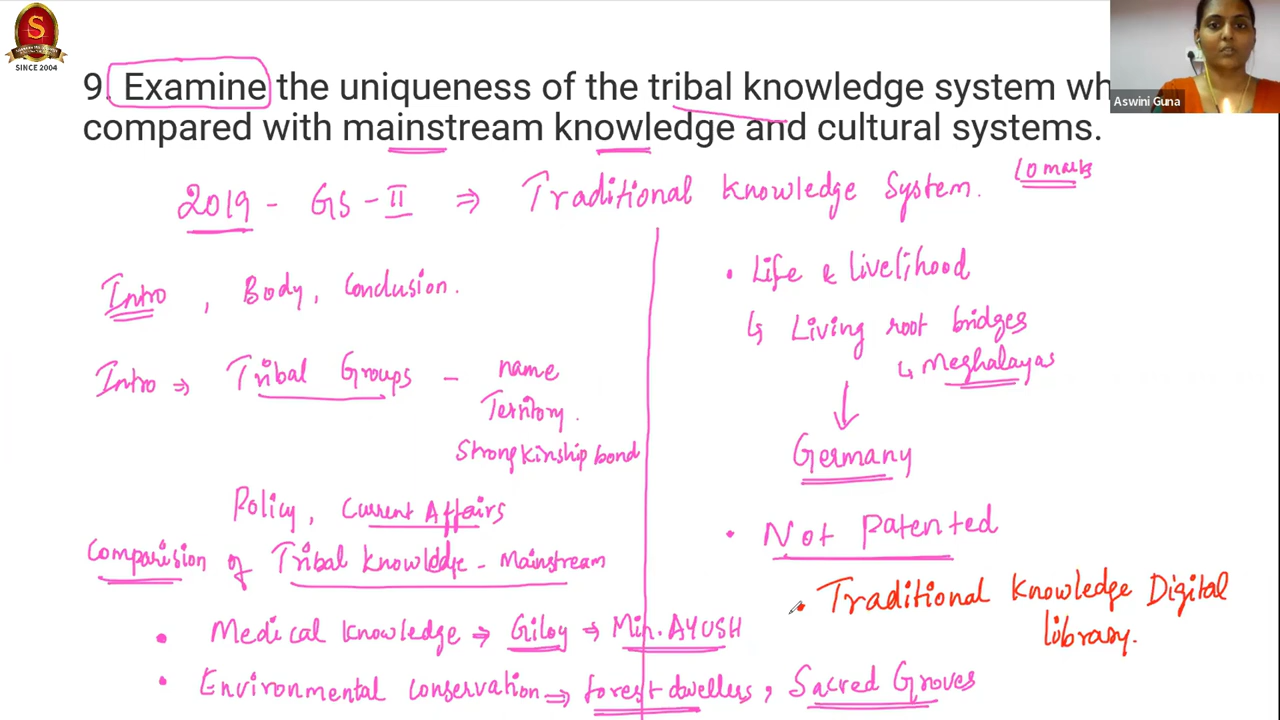 S
SINCE 2004
Aswini Guna
9. Examine the uniqueness of the tribal knowledge system wh
compared with mainstream knowledge and cultural systems.
10 marks
2019 - GS - II ⇒ Traditional Knowledge System.
Intro, Body, Conclusion.
Intro ⇒ Tribal Groups - name
Territory.
Strong kinship bond
Policy, Current Affairs
Comparision of Tribal Knowlddge - Mainstream
• Medical Knowledge ⇒ Giloy ⇒ Min. AYUSH
• Environmental conservation ⇒ forest dwellers, Sacred Groves
• Life & livelihood
↳ Living root bridges
↳ Meghalayas
↓
Germany
• Not Patented
• Traditional Knowledge Digital
library.